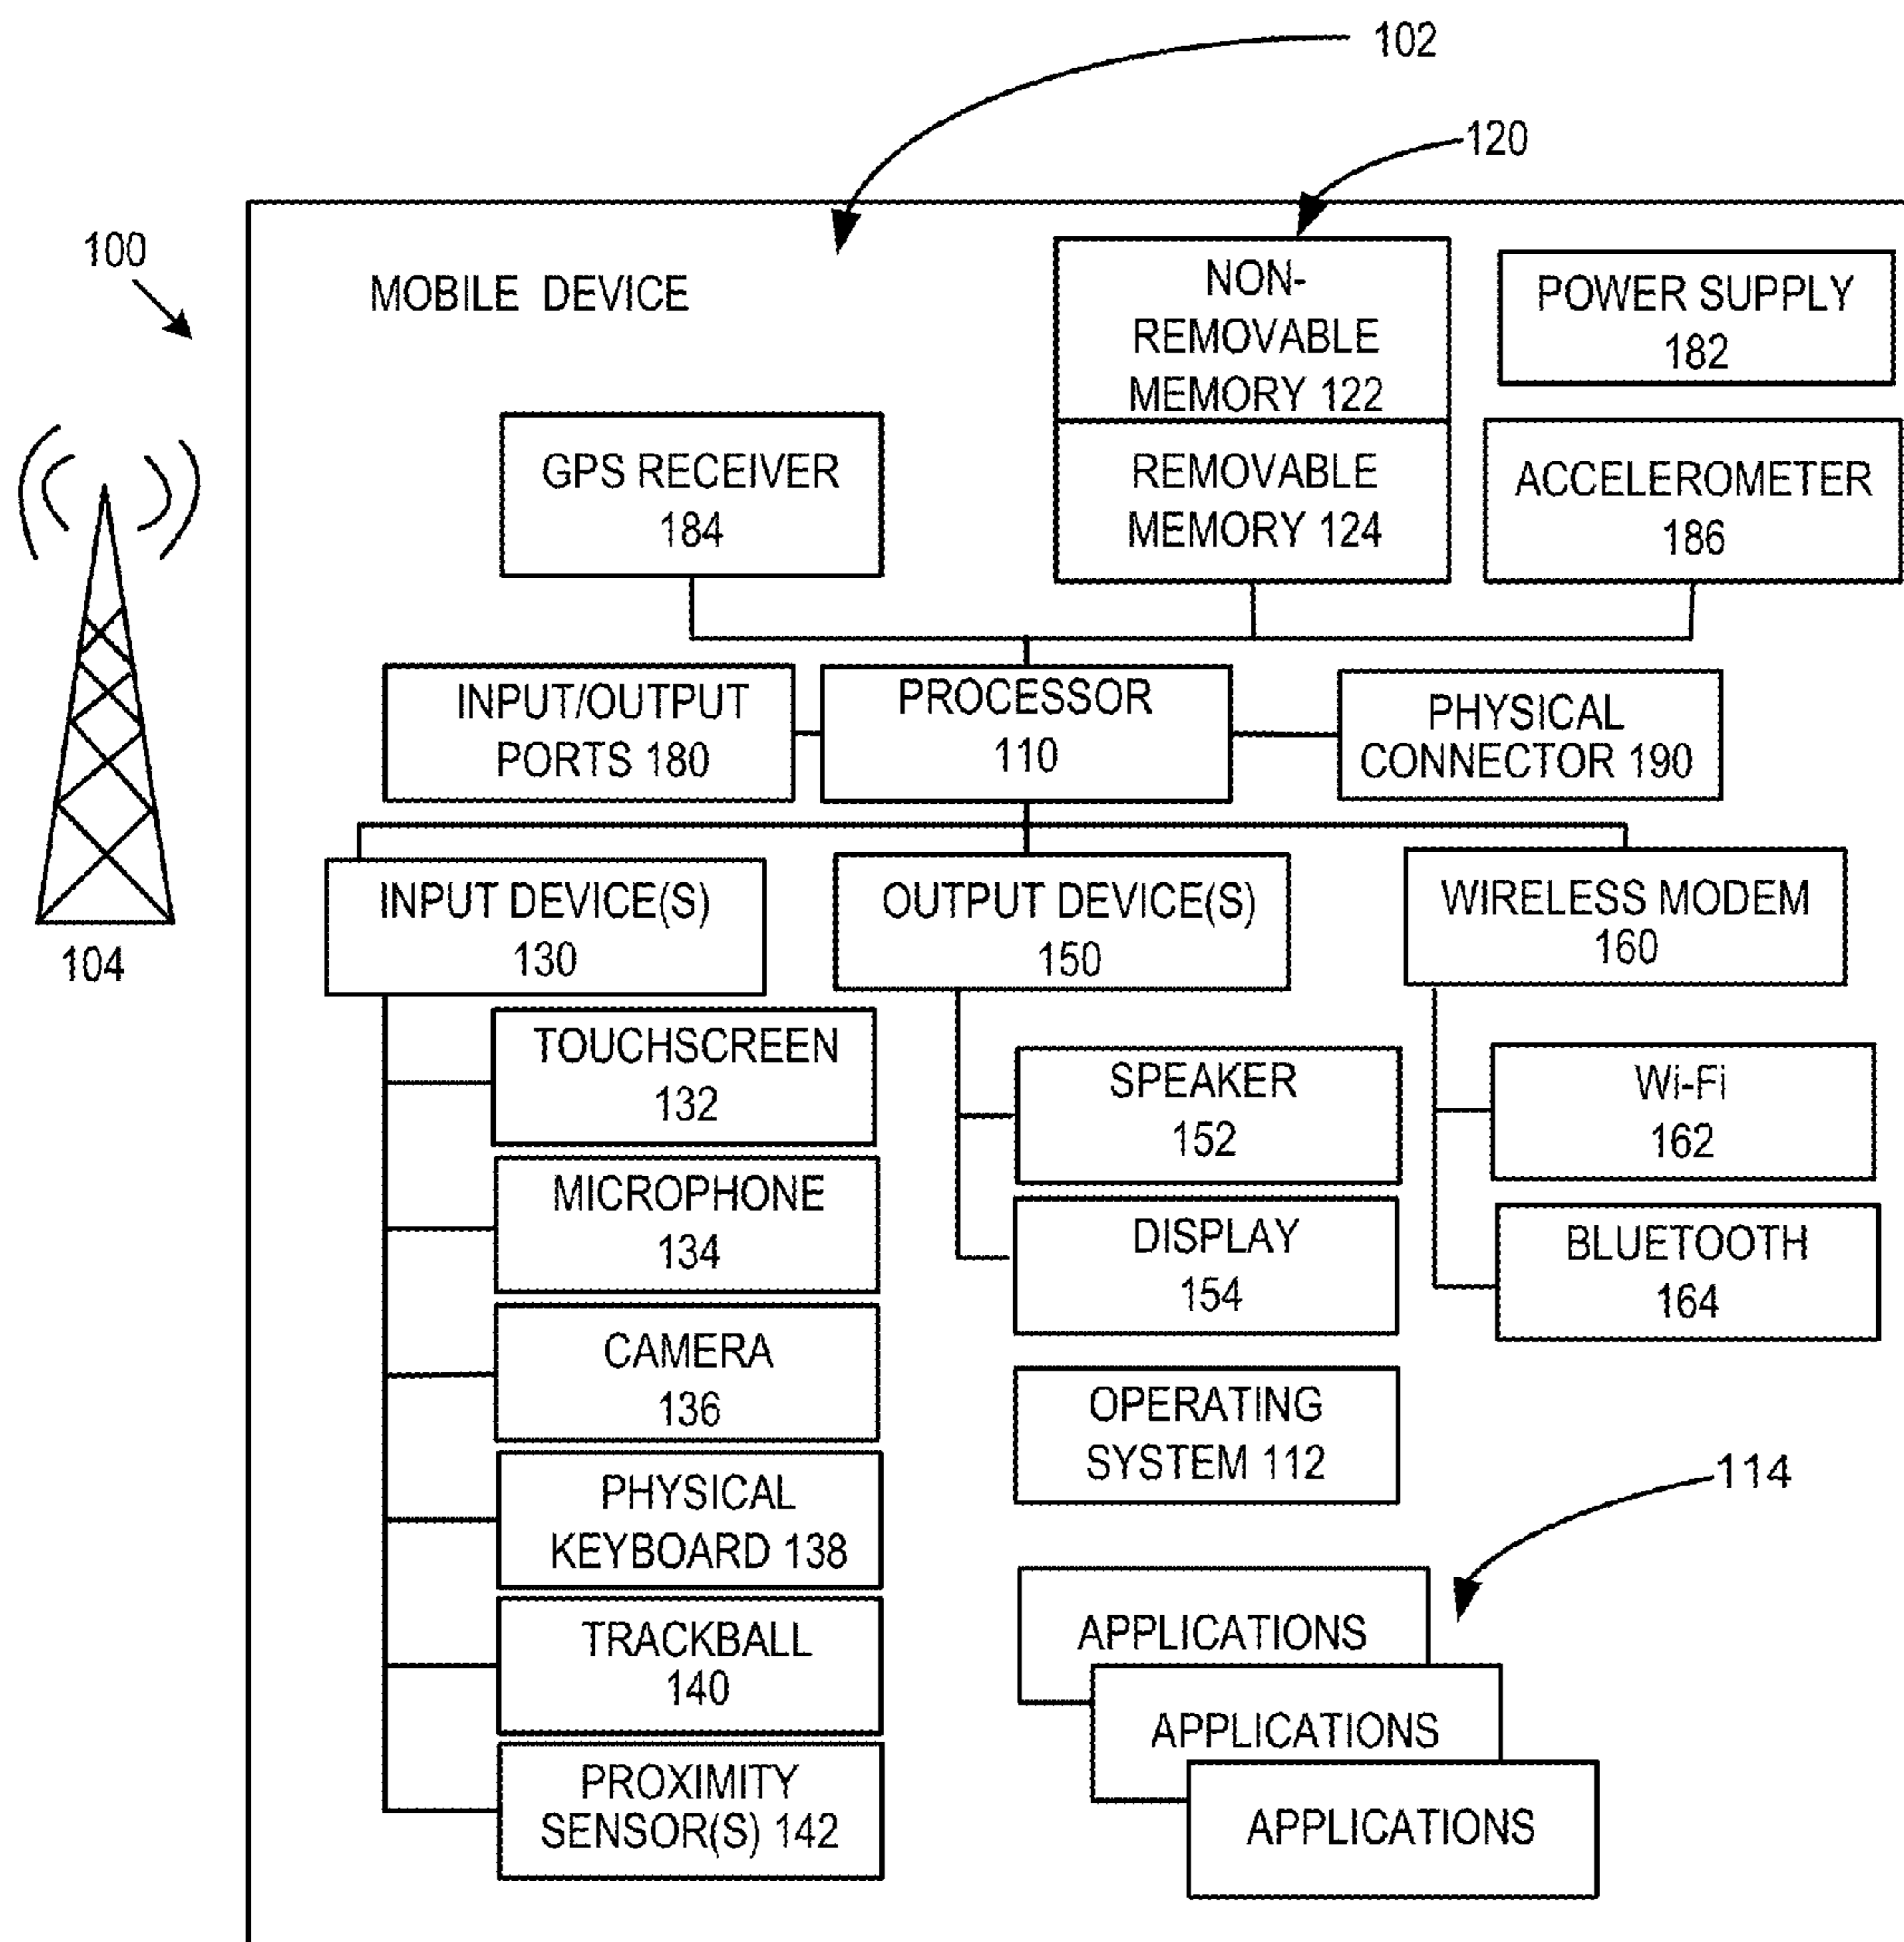 102
120
100
MOBILE DEVICE
NON-
REMOVABLE
MEMORY 122
POWER SUPPLY
182
GPS RECEIVER
184
REMOVABLE
MEMORY 124
ACCELEROMETER
186
INPUT/OUTPUT
PORTS 180
PROCESSOR
110
PHYSICAL
CONNECTOR 190
104
INPUT DEVICE(S)
130
OUTPUT DEVICE(S)
150
WIRELESS MODEM
160
TOUCHSCREEN
132
MICROPHONE
134
CAMERA
136
PHYSICAL
KEYBOARD 138
TRACKBALL
140
PROXIMITY
SENSOR(S) 142
SPEAKER
152
DISPLAY
154
Wi-Fi
162
BLUETOOTH
164
OPERATING
SYSTEM 112
114
APPLICATIONS
APPLICATIONS
APPLICATIONS